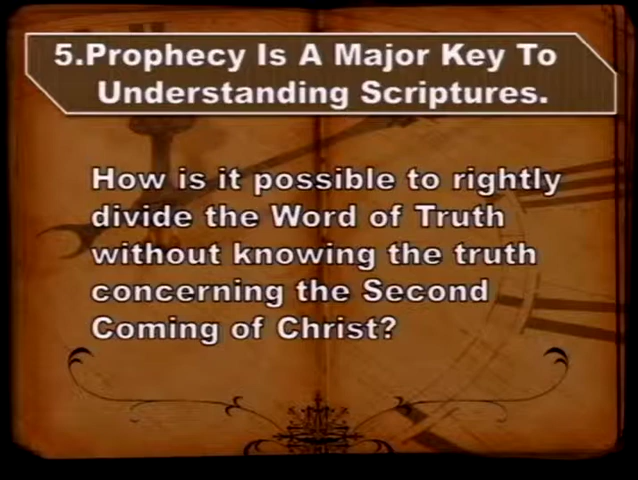 5.Prophecy Is A Major Key To
Understanding Scriptures.
How is it possible to rightly
divide the Word of Truth
without knowing the truth
concerning the Second
Coming of Christ?